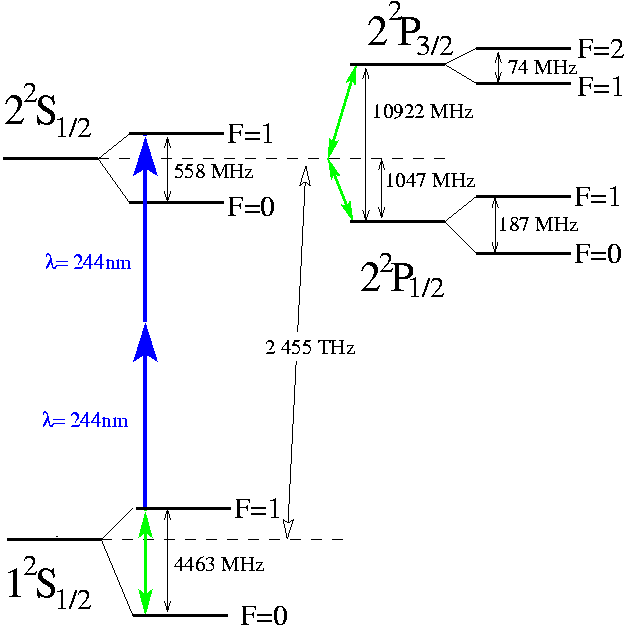 2²P3/2
F=2
74 MHz
F=1
2²S1/2
F=1
10922 MHz
558 MHz
1047 MHz
F=0
F=1
187 MHz
F=0
λ= 244nm
2²P1/2
2 455 THz
λ= 244nm
F=1
4463 MHz
1²S1/2
F=0